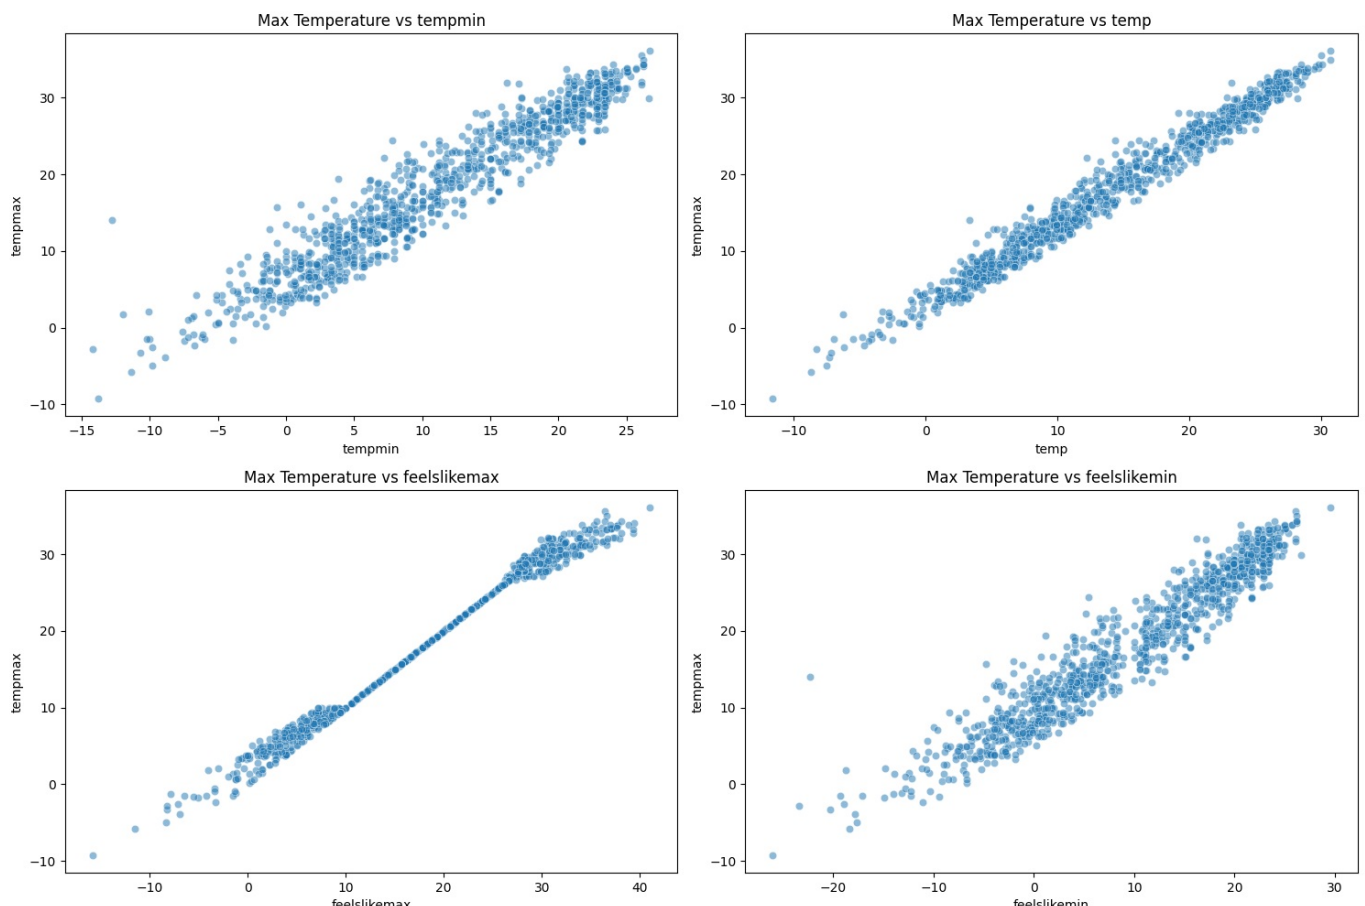 Max Temperature vs tempmin
tempmax
30
20
10
0
−10
−15 −10 −5 0 5 10 15 20 25
tempmin
Max Temperature vs temp
tempmax
30
20
10
0
−10
−10 0 10 20 30
temp
Max Temperature vs feelslikemax
tempmax
30
20
10
0
−10
−10 0 10 20 30 40
feelslikemax
Max Temperature vs feelslikemin
tempmax
30
20
10
0
−10
−20 −10 0 10 20 30
feelslikemin